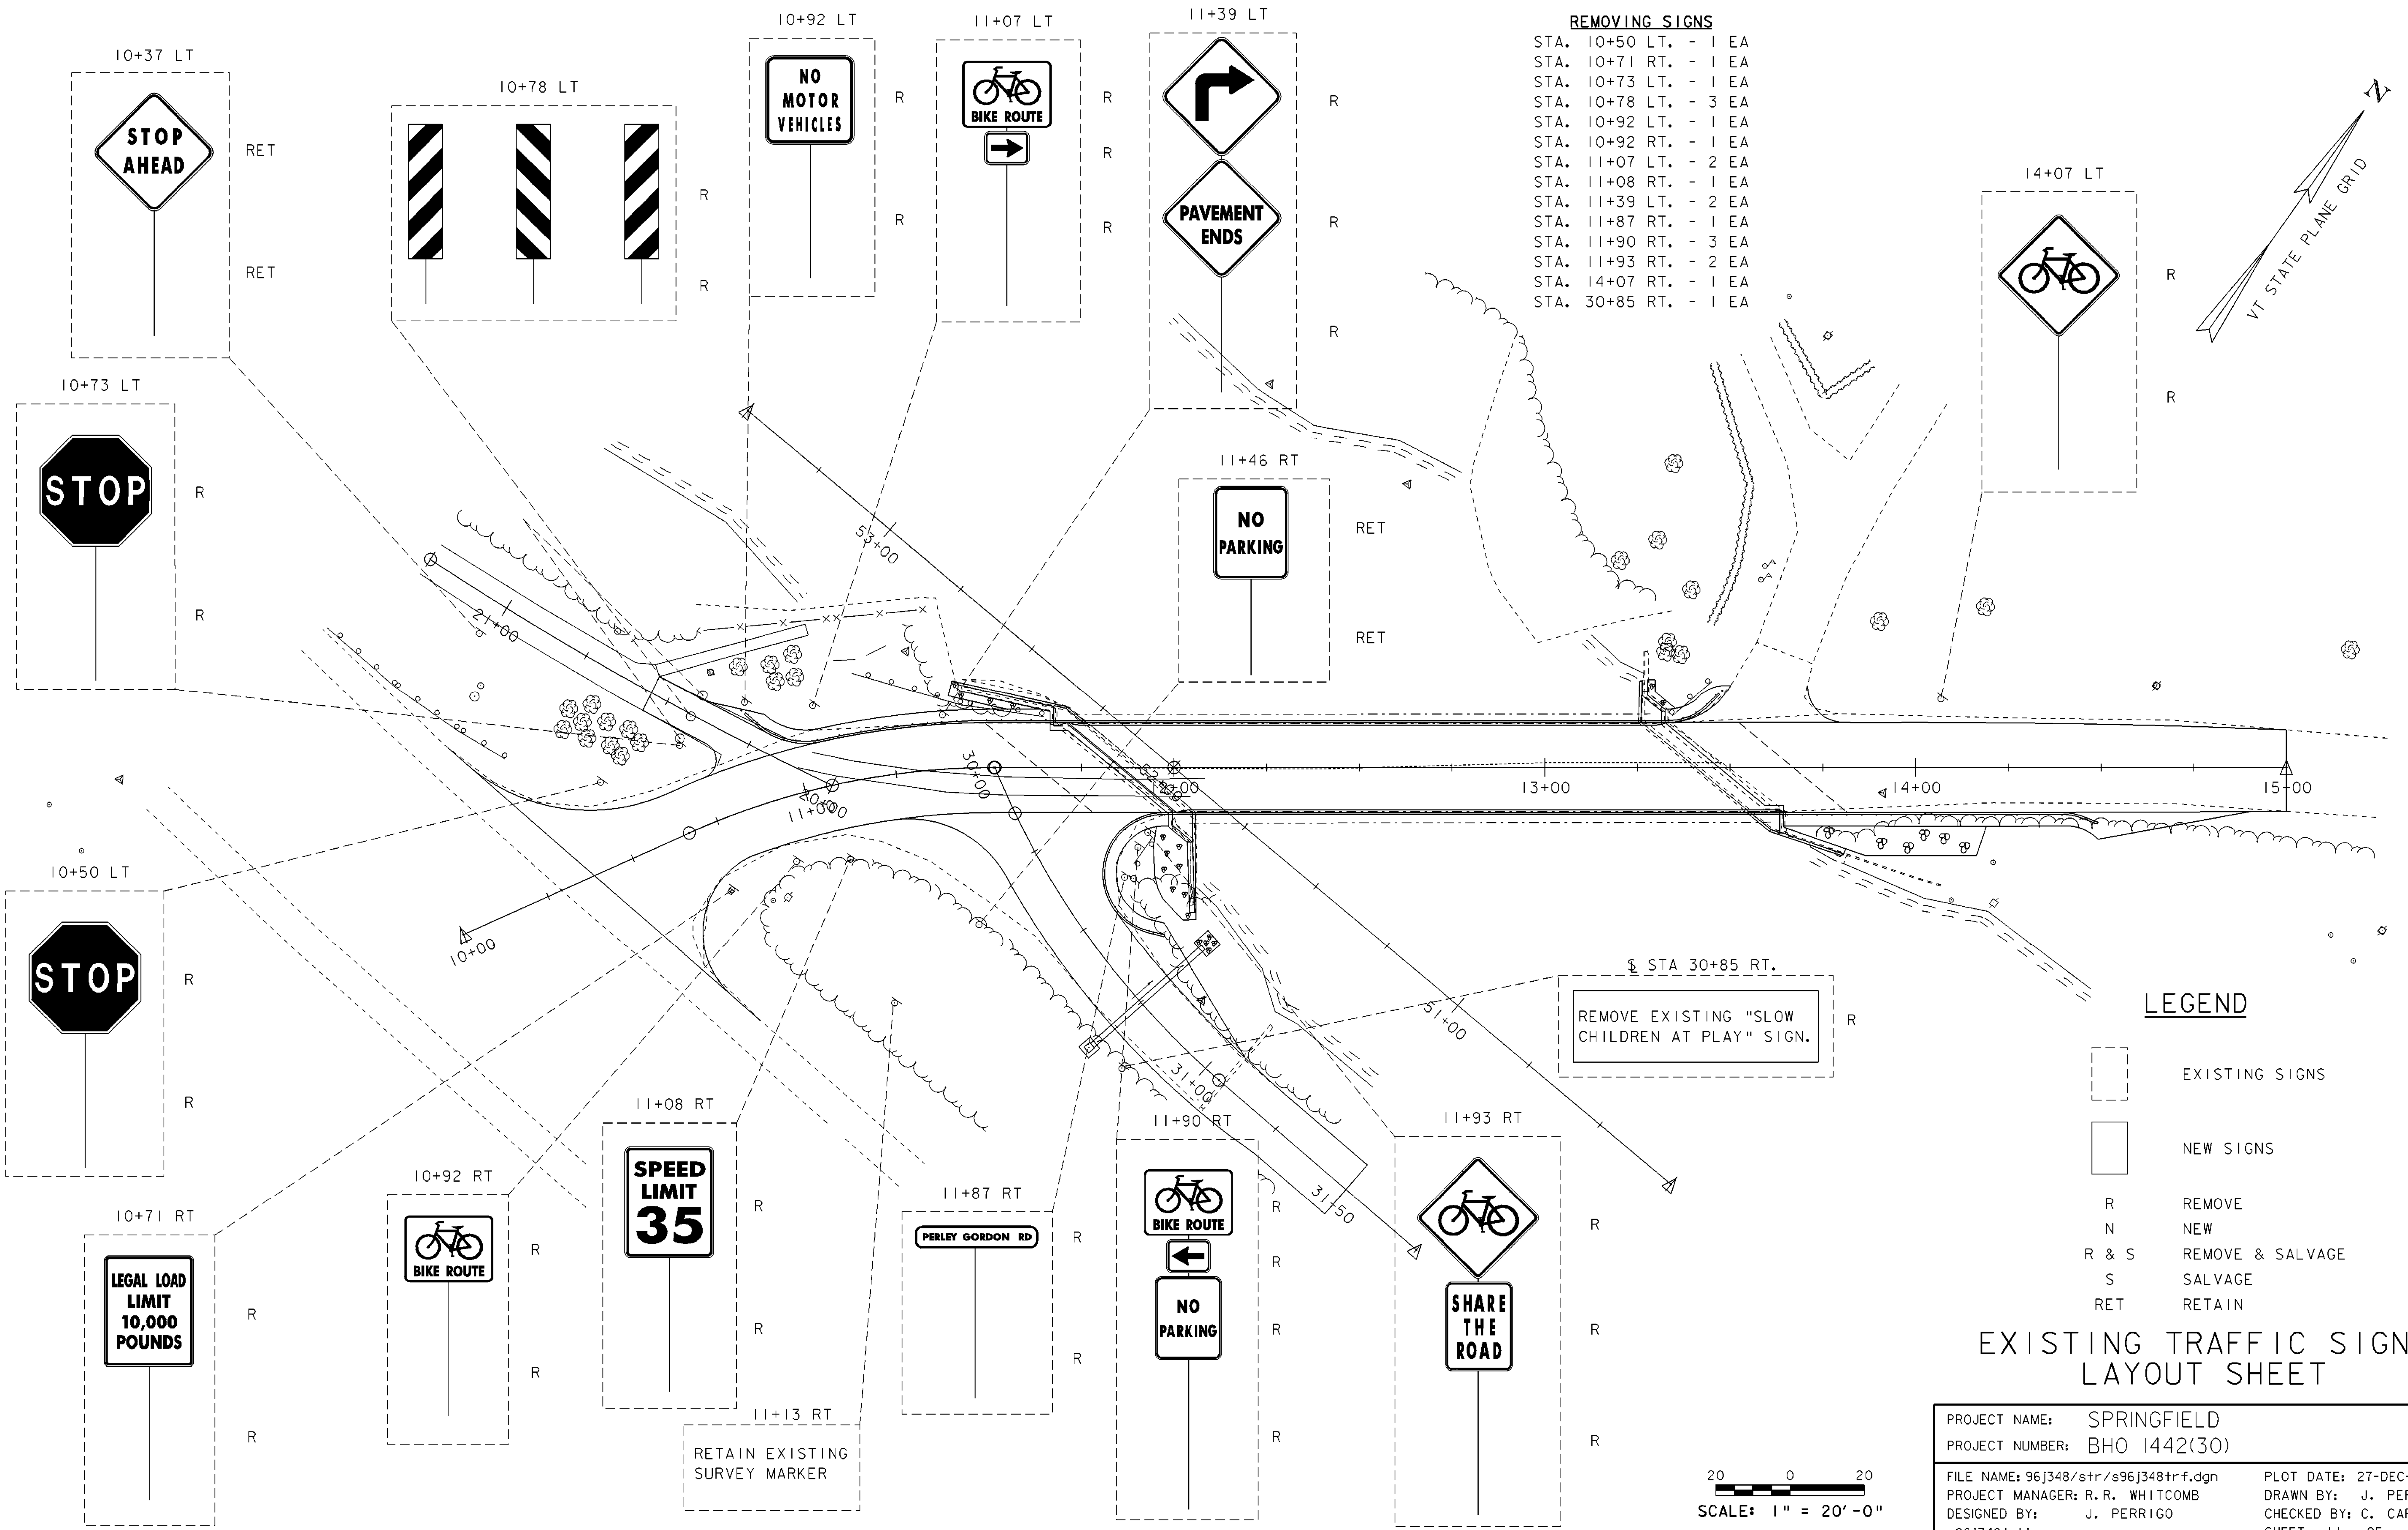 10+37 LT
STOP
AHEAD
RET
RET
10+78 LT
R
R
10+92 LT
NO
MOTOR
VEHICLES
R
R
11+07 LT
BIKE ROUTE
R
R
R
11+39 LT
PAVEMENT
ENDS
R
R
R
REMOVING SIGNS
STA. 10+50 LT. - 1 EA
STA. 10+71 RT. - 1 EA
STA. 10+73 LT. - 1 EA
STA. 10+78 LT. - 3 EA
STA. 10+92 LT. - 1 EA
STA. 10+92 RT. - 1 EA
STA. 11+07 LT. - 2 EA
STA. 11+08 RT. - 1 EA
STA. 11+39 LT. - 2 EA
STA. 11+87 RT. - 1 EA
STA. 11+90 RT. - 3 EA
STA. 11+93 RT. - 2 EA
STA. 14+07 RT. - 1 EA
STA. 30+85 RT. - 1 EA
14+07 LT
R
R
N
VT STATE PLANE GRID
10+73 LT
STOP
R
R
11+46 RT
NO
PARKING
RET
RET
53+00
21+00
30+00
20+00
11+00
12+00
13+00
14+00
15+00
10+00
51+00
31+00
31+50
10+50 LT
STOP
R
R
STA 30+85 RT.
REMOVE EXISTING "SLOW
CHILDREN AT PLAY" SIGN.
R
10+71 RT
LEGAL LOAD
LIMIT
10,000
POUNDS
R
R
10+92 RT
BIKE ROUTE
R
R
11+08 RT
SPEED
LIMIT
35
R
R
11+13 RT
RETAIN EXISTING
SURVEY MARKER
11+87 RT
PERLEY GORDON RD
R
R
11+90 RT
BIKE ROUTE
NO
PARKING
R
R
R
R
11+93 RT
SHARE
THE
ROAD
R
R
R
LEGEND
EXISTING SIGNS
NEW SIGNS
R REMOVE
N NEW
R & S REMOVE & SALVAGE
S SALVAGE
RET RETAIN
EXISTING TRAFFIC SIGN
LAYOUT SHEET
20 0 20
SCALE: 1" = 20'-0"
PROJECT NAME: SPRINGFIELD
PROJECT NUMBER: BHO 1442(30)
FILE NAME: 96j348/str/s96j348trf.dgn PLOT DATE: 27-DEC-
PROJECT MANAGER: R.R. WHITCOMB DRAWN BY: J.
DESIGNED BY: J. PERRIGO CHECKED BY: C.